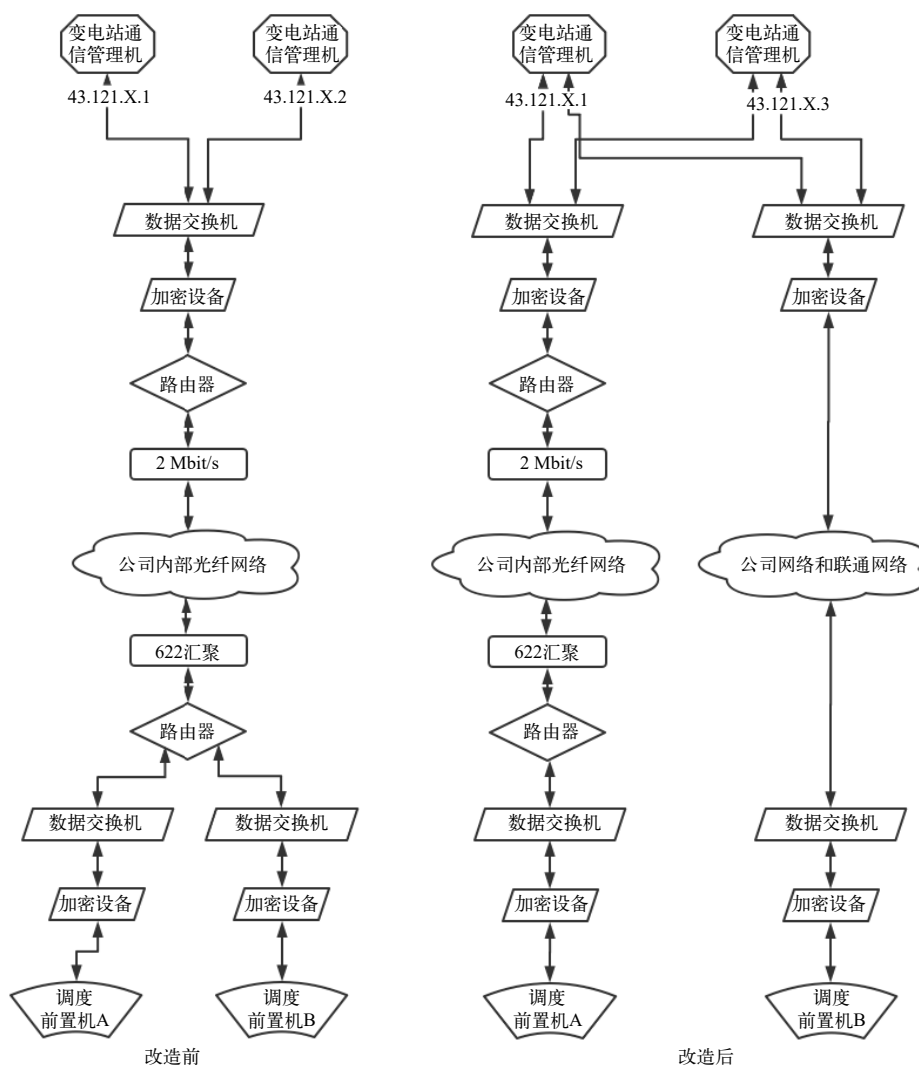 变电站通
信管理机
变电站通
信管理机
43.121.X.1
43.121.X.2
数据交换机
加密设备
路由器
2 Mbit/s
公司内部光纤网络
622汇聚
路由器
数据交换机
数据交换机
加密设备
加密设备
调度
前置机A
调度
前置机B
改造前
变电站通
信管理机
变电站通
信管理机
43.121.X.1
43.121.X.3
数据交换机
数据交换机
加密设备
加密设备
路由器
2 Mbit/s
公司内部光纤网络
公司网络和联通网络
622汇聚
路由器
数据交换机
数据交换机
加密设备
加密设备
调度
前置机A
调度
前置机B
改造后